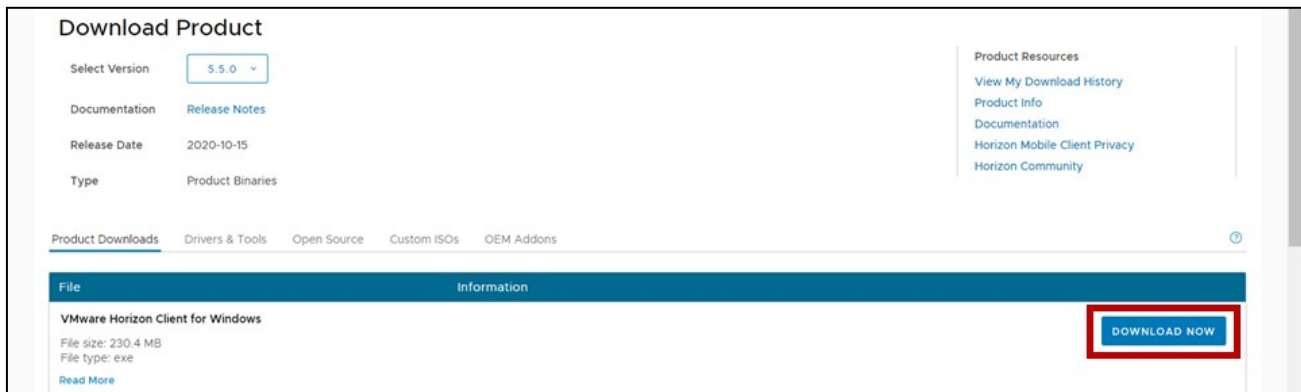 Download Product
Select Version 5.5.0
Documentation Release Notes
Release Date 2020-10-15
Type Product Binaries
Product Resources
View My Download History
Product Info
Documentation
Horizon Mobile Client Privacy
Horizon Community
Product Downloads Drivers & Tools Open Source Custom ISOs OEM Addons ?
File Information
VMware Horizon Client for Windows
File size: 230.4 MB
File type: exe
Read More
DOWNLOAD NOW